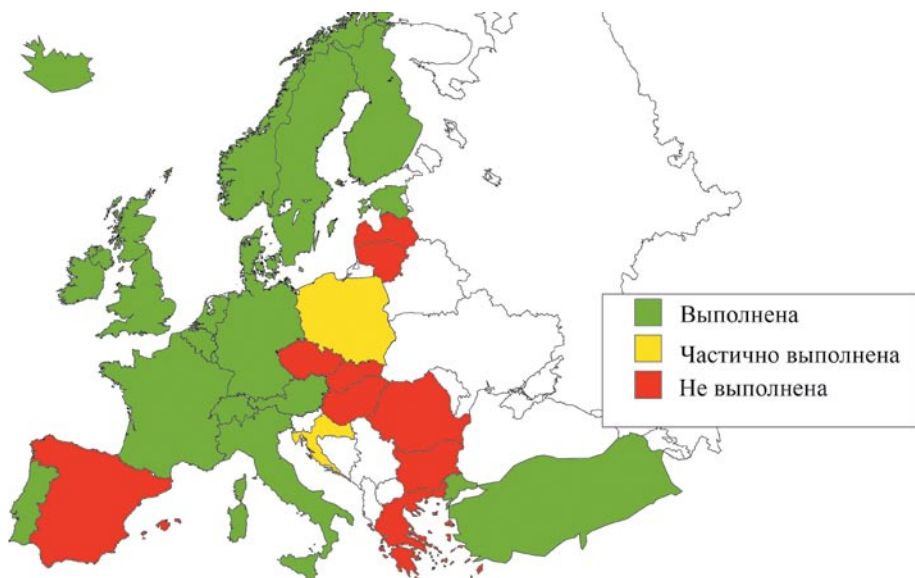 Выполнена
Частично выполнена
Не выполнена